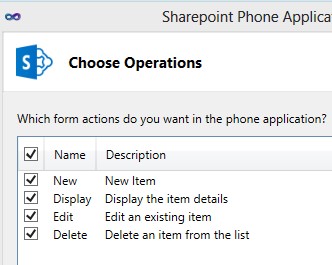 Sharepoint Phone Applica
Choose Operations
Which form actions do you want in the phone application?
Name Description
New New Item
Display Display the item details
Edit Edit an existing item
Delete Delete an item from the list